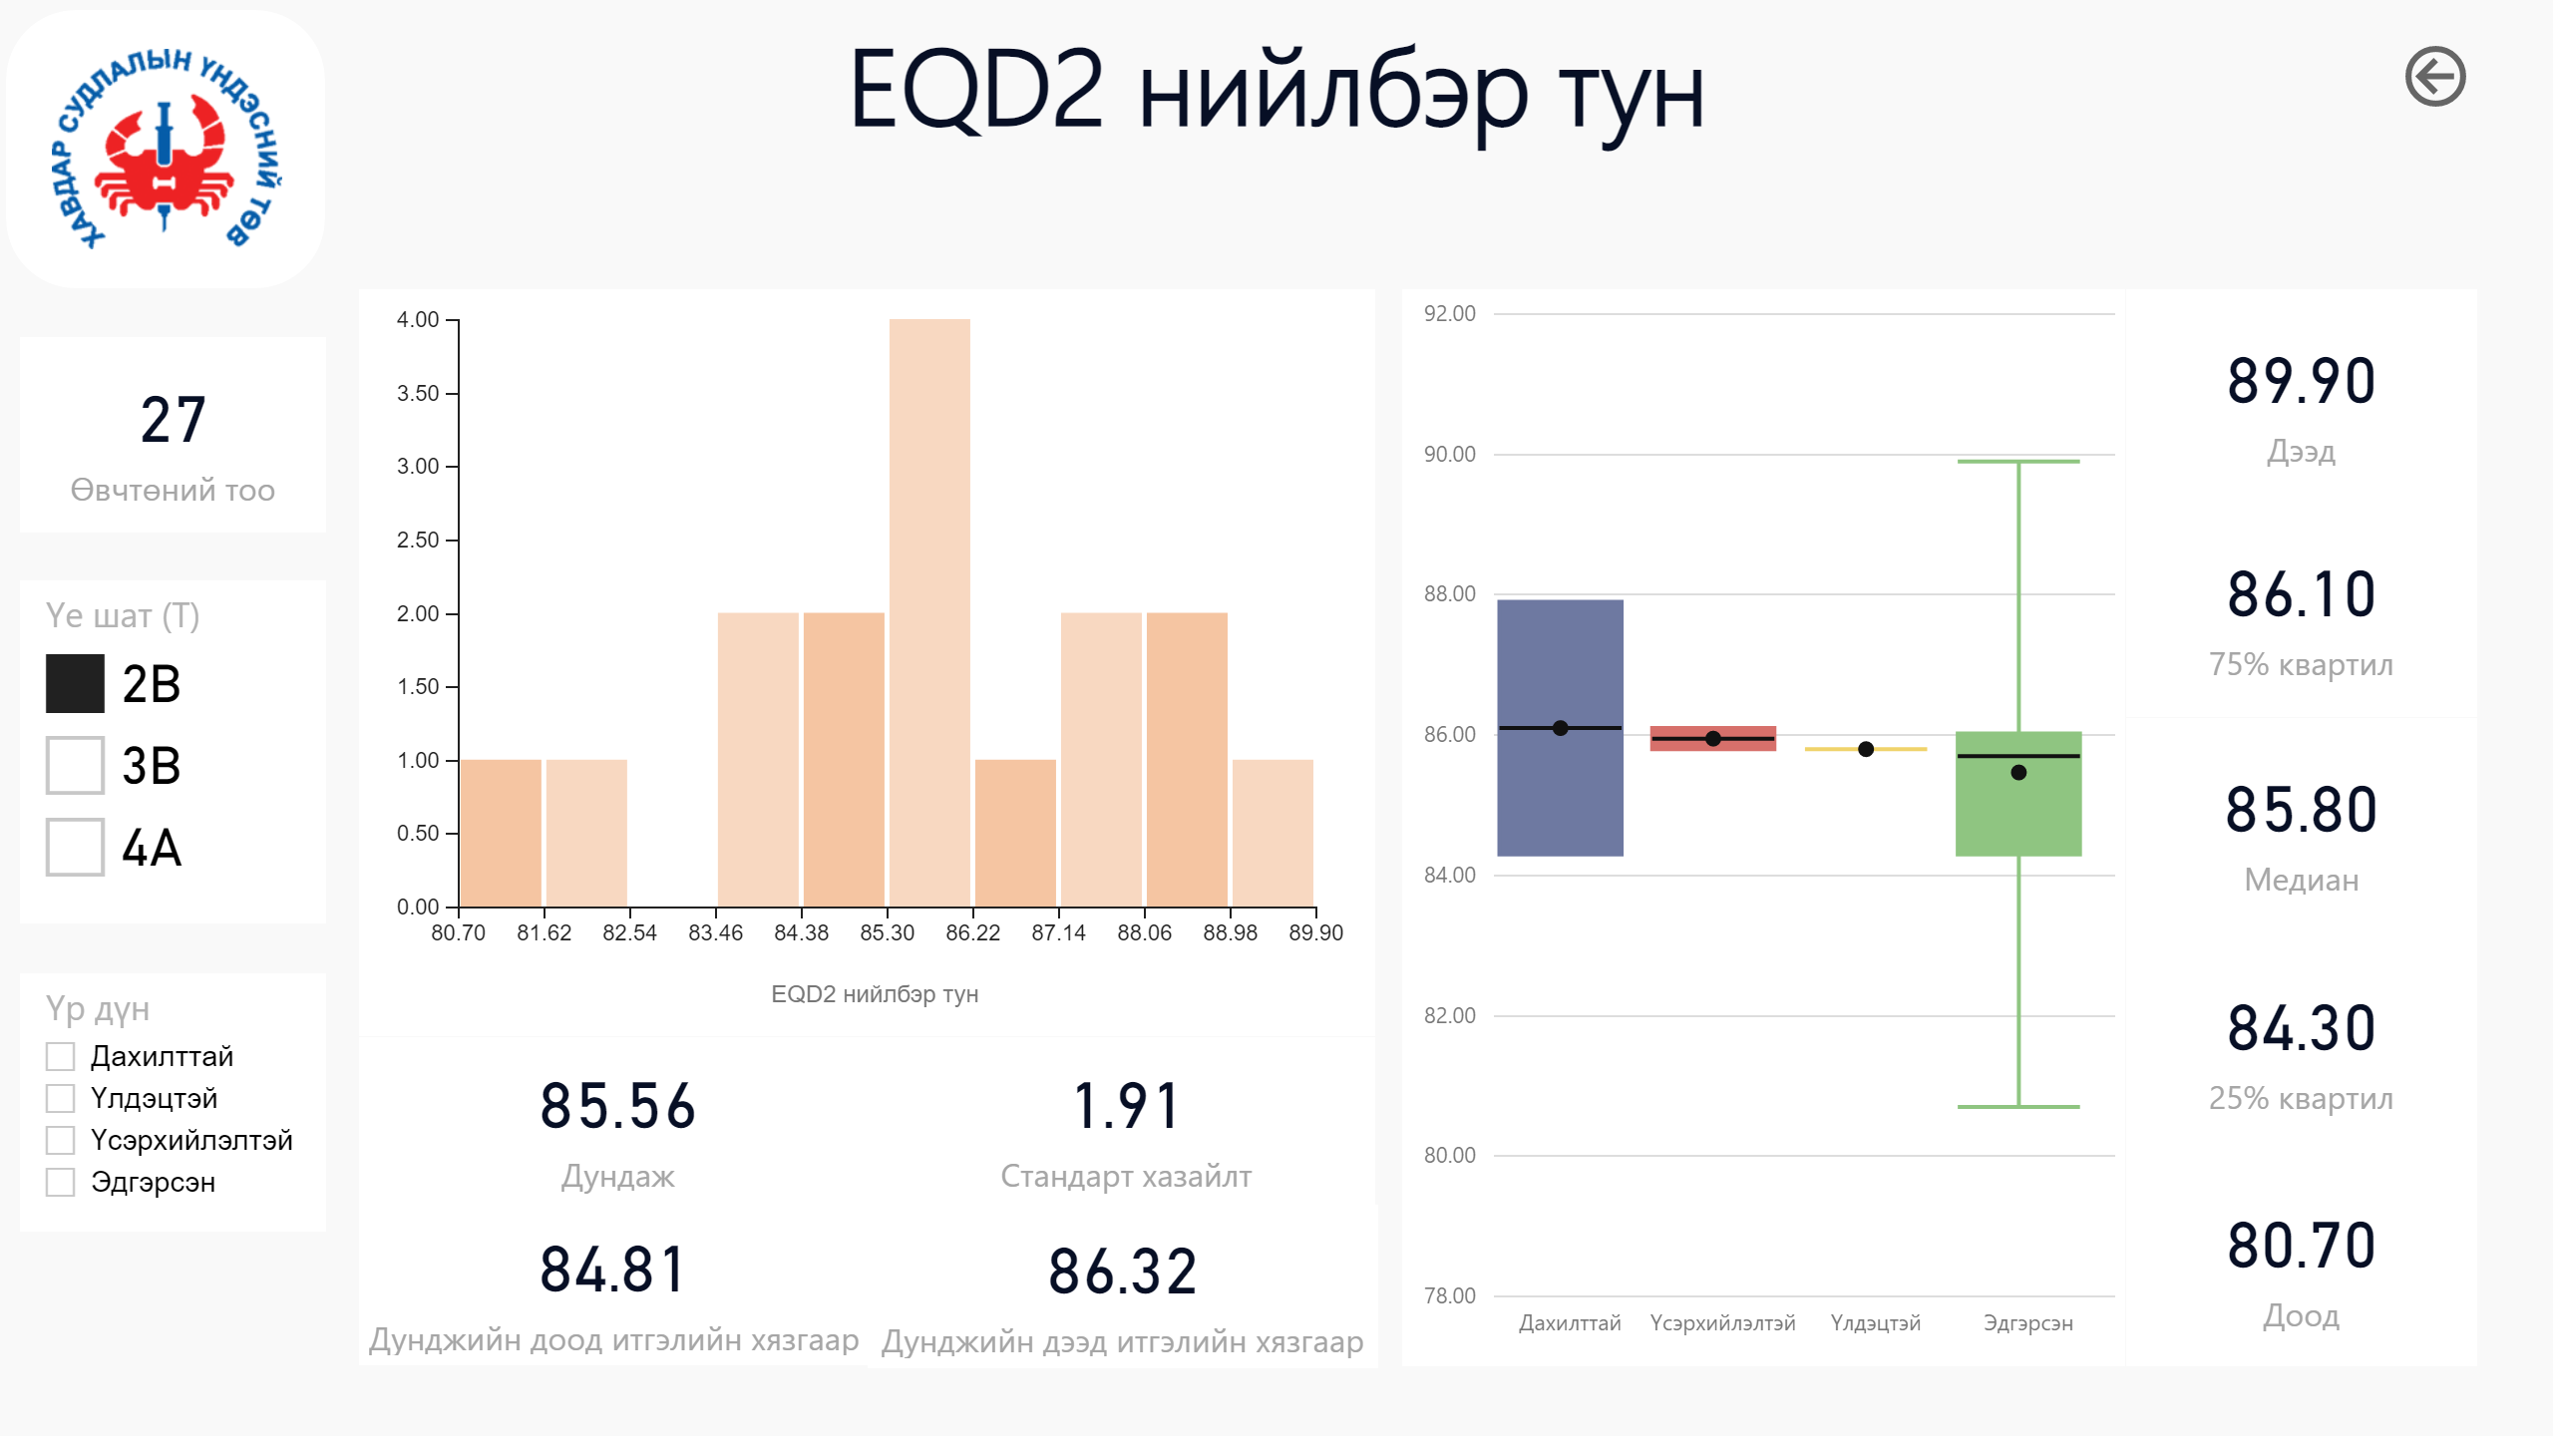 ХАВДАР СУДЛАЛЫН ҮНДЭСНИЙ ТӨВ
EQD2 нийлбэр тун
27
Өвчтөний тоо
Үе шат (Т)
2B
3B
4A
Үр дүн
Дахилттай
Үлдэцтэй
Үсэрхийлэлтэй
Эдгэрсэн
4.00
3.50
3.00
2.50
2.00
1.50
1.00
0.50
0.00
80.70 81.62 82.54 83.46 84.38 85.30 86.22 87.14 88.06 88.98 89.90
EQD2 нийлбэр тун
85.56
Дундаж
1.91
Стандарт хазайлт
84.81
Дунджийн доод итгэлийн хязгаар
86.32
Дунджийн дээд итгэлийн хязгаар
92.00
90.00
88.00
86.00
84.00
82.00
80.00
78.00
Дахилттай Үсэрхийлэлтэй Үлдэцтэй Эдгэрсэн
89.90
Дээд
86.10
75% квартил
85.80
Медиан
84.30
25% квартил
80.70
Доод